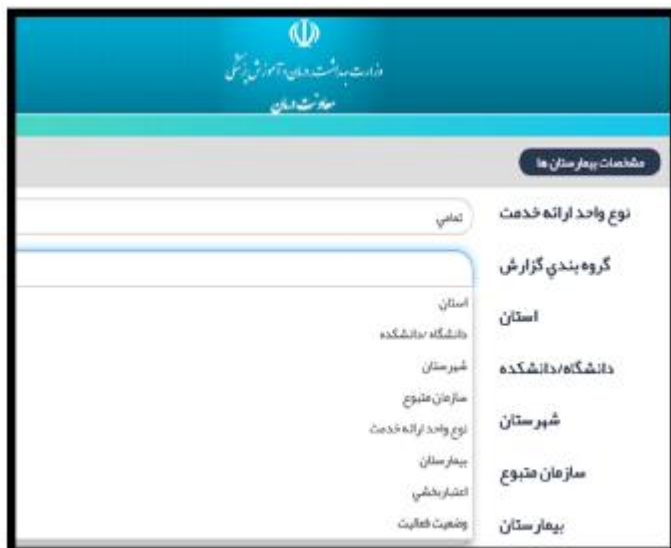 وزارت بهداشت، درمان و آموزش پزشکی
معاونت درمان
مشخصات بیمارستان ها
نوع واحد ارائه خدمت
تمامي
گروه بندي گزارش
استان
دانشگاه/دانشکده
شهرستان
سازمان متبوع
نوع واحد ارائه خدمت
بیمارستان
اعتباربخشي
وضعیت فعالیت
استان
دانشگاه/دانشکده
شهرستان
سازمان متبوع
بیمارستان